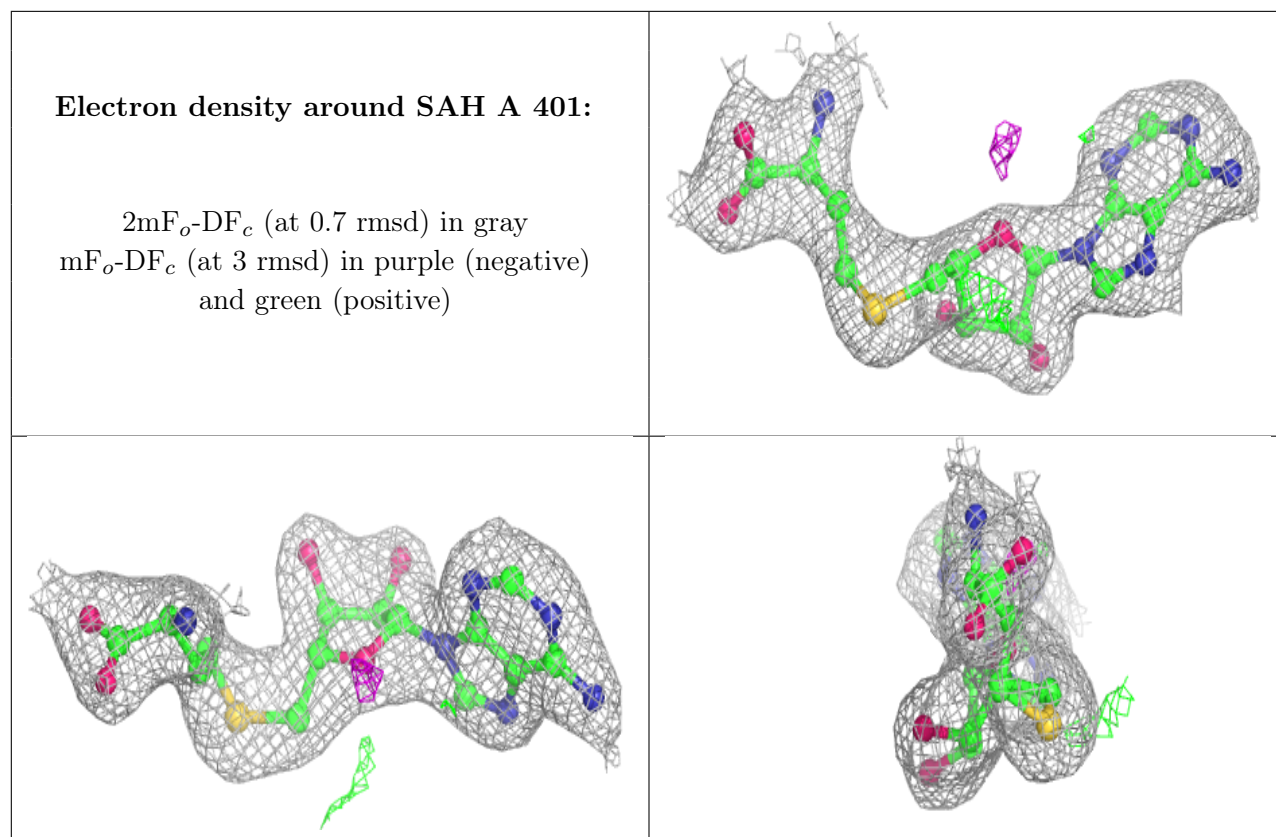 Electron density around SAH A 401:
2mFo-DFc (at 0.7 rmsd) in gray
mFo-DFc (at 3 rmsd) in purple (negative)
and green (positive)